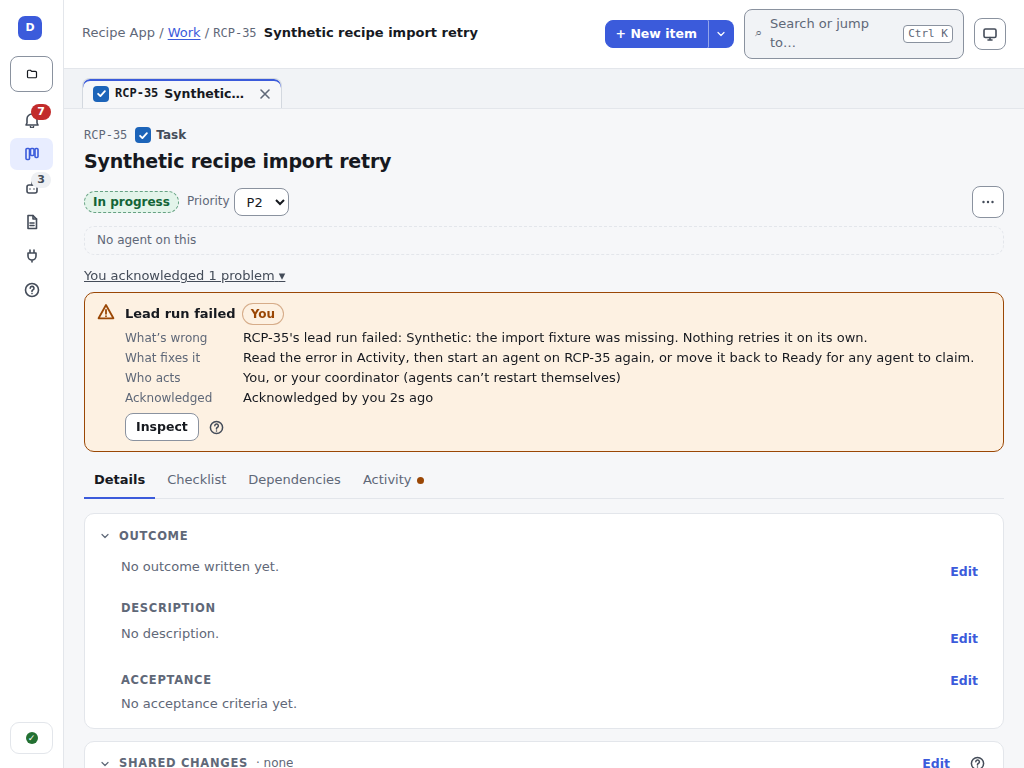 D
Recipe App / Work / RCP-35 Synthetic recipe import retry
+ New item
Search or jump to…
Ctrl K
7
3
RCP-35 Synthetic…
RCP-35 Task
Synthetic recipe import retry
In progress Priority P2
No agent on this
You acknowledged 1 problem ▾
Lead run failed You
What's wrong RCP-35's lead run failed: Synthetic: the import fixture was missing. Nothing retries it on its own.
What fixes it Read the error in Activity, then start an agent on RCP-35 again, or move it back to Ready for any agent to claim.
Who acts You, or your coordinator (agents can't restart themselves)
Acknowledged Acknowledged by you 2s ago
Inspect
Details Checklist Dependencies Activity
OUTCOME
No outcome written yet.
Edit
DESCRIPTION
No description.
Edit
ACCEPTANCE
Edit
No acceptance criteria yet.
SHARED CHANGES · none
Edit